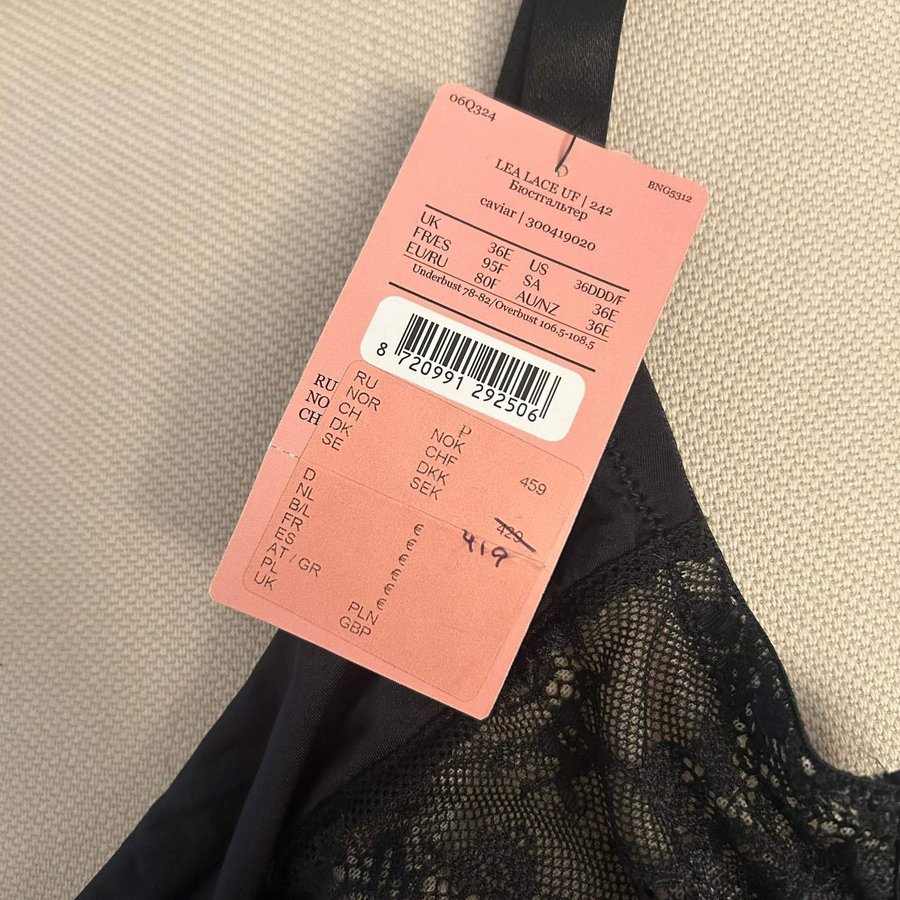 06Q324
BNG5312
LEA LACE UF | 242
Бюстгальтер
caviar | 300419020
UK 36E US 36DDD/F
FR/ES 95F SA 36E
EU/RU 80F AU/NZ 36E
Underbust 78-82/Overbust 106.5-108.5
8 720991 292506
RU
NO
CH
RU P
NOR NOK 459
CH CHF
DK DKK 429
SE SEK 419
D €
NL €
B/L €
FR €
ES €
AT / GR €
PL PLN
UK GBP